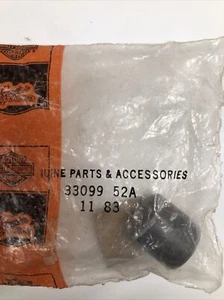 UINE PARTS & ACCESSORIES
33099 52A
11 83